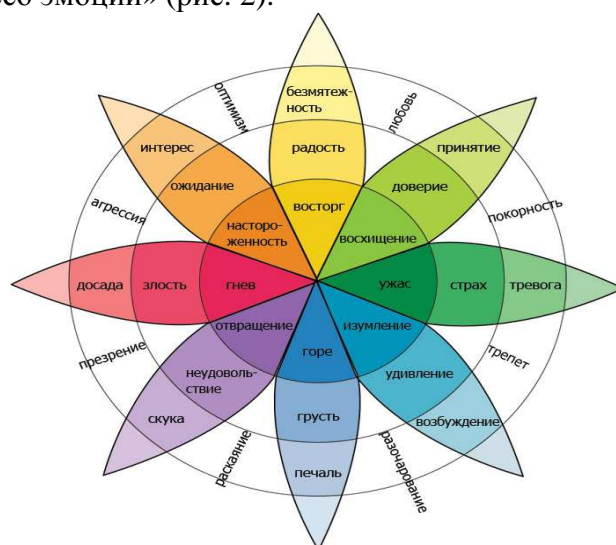 со эмоций» (рис. 2).
безмятеж-
ность
оптимизм
любовь
интерес
радость
принятие
ожидание
доверие
агрессия
восторг
покорность
насторо-
женность
восхищение
досада
злость
гнев
ужас
страх
тревога
отвращение
изумление
презрение
горе
трепет
неудоволь-
ствие
удивление
скука
грусть
возбуждение
раскаяние
печаль
разочарование